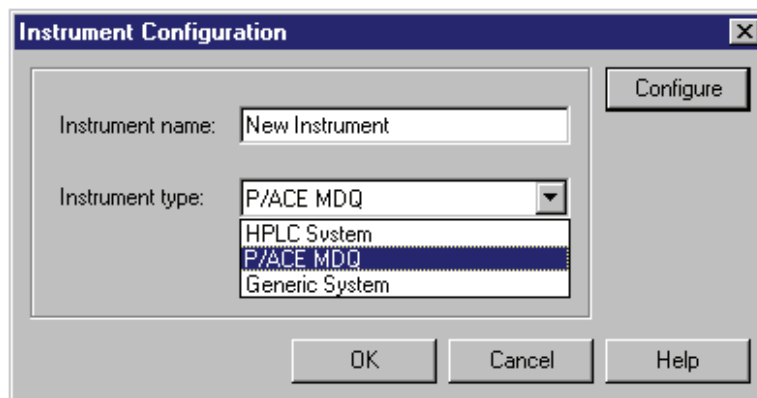 Instrument Configuration
Configure
Instrument name: New Instrument
Instrument type: P/ACE MDQ
HPLC System
P/ACE MDQ
Generic System
OK Cancel Help